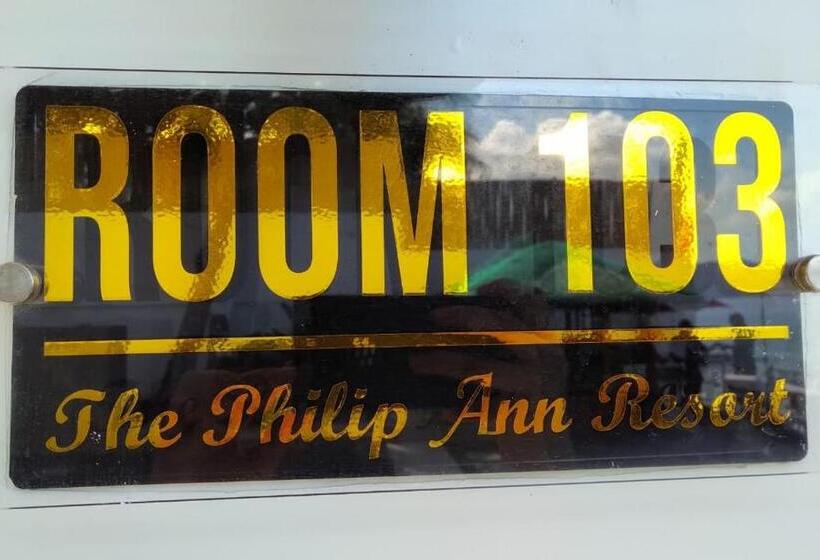 ROOM 103
The Philip Ann Resort